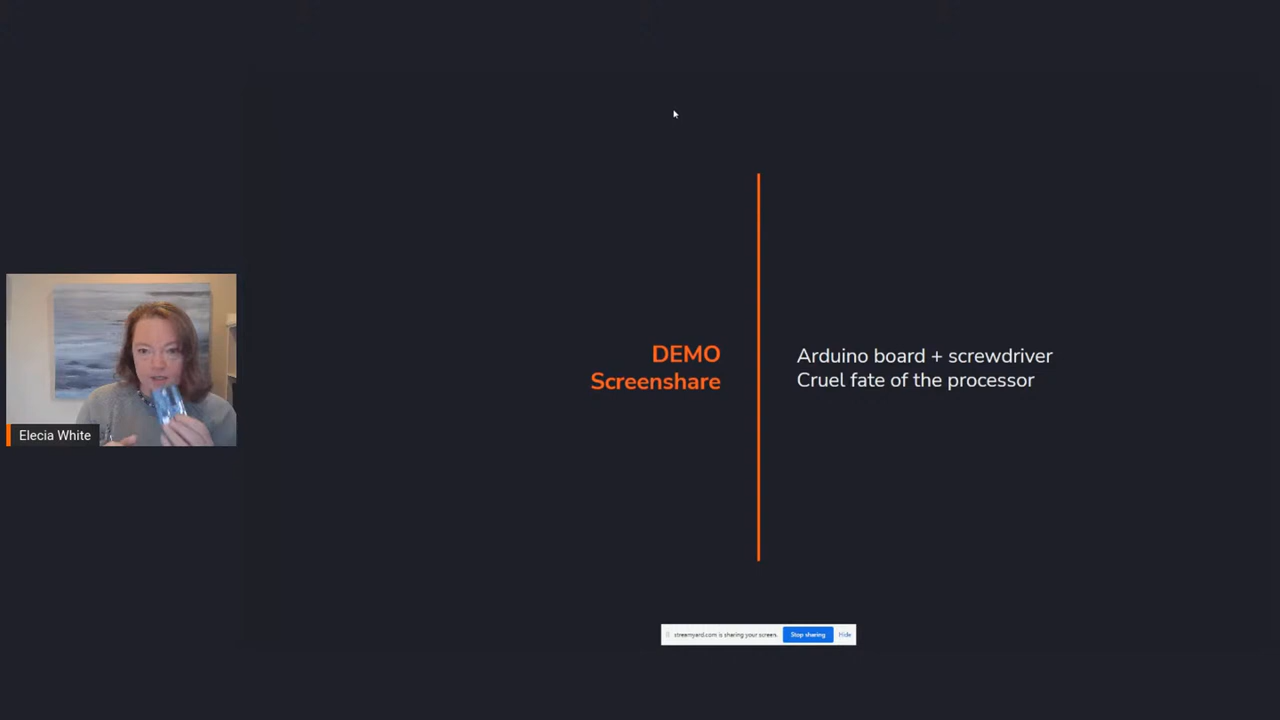 DEMO
Screenshare
Arduino board + screwdriver
Cruel fate of the processor
Elecia White
streamyard.com is sharing your screen.
Stop sharing
Hide